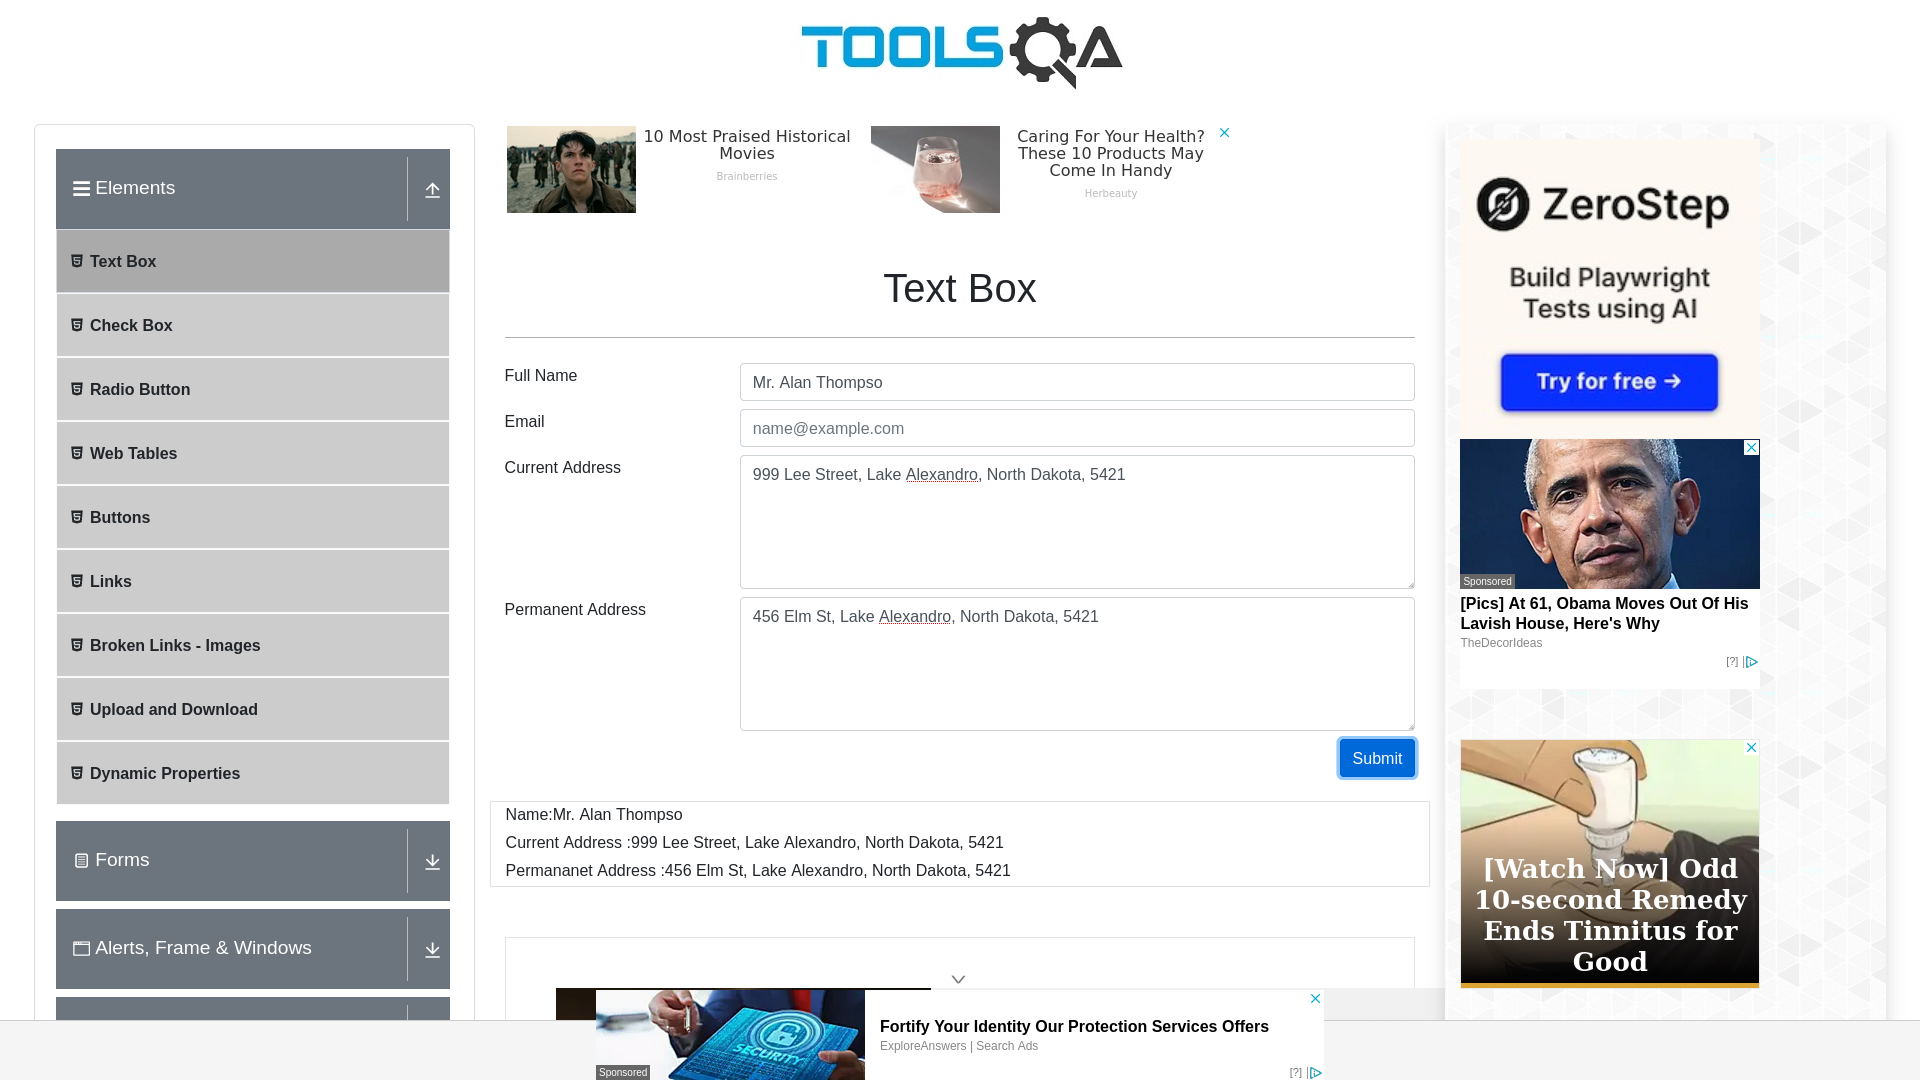 TOOLSQA
10 Most Praised Historical
Movies
Brainberries
Caring For Your Health?
These 10 Products May
Come In Handy
Herbeauty
Elements
Text Box
Check Box
Radio Button
Web Tables
Buttons
Links
Broken Links - Images
Upload and Download
Dynamic Properties
Forms
Alerts, Frame & Windows
Text Box
Full Name
Mr. Alan Thompso
Email
name@example.com
Current Address
999 Lee Street, Lake Alexandro, North Dakota, 5421
Permanent Address
456 Elm St, Lake Alexandro, North Dakota, 5421
Submit
Name:Mr. Alan Thompso
Current Address :999 Lee Street, Lake Alexandro, North Dakota, 5421
Permananet Address :456 Elm St, Lake Alexandro, North Dakota, 5421
ZeroStep
Build Playwright
Tests using AI
Try for free →
Sponsored
[Pics] At 61, Obama Moves Out Of His
Lavish House, Here's Why
TheDecorIdeas
[?]
[Watch Now] Odd
10-second Remedy
Ends Tinnitus for
Good
SECURITY
Sponsored
Fortify Your Identity Our Protection Services Offers
ExploreAnswers | Search Ads
[?]